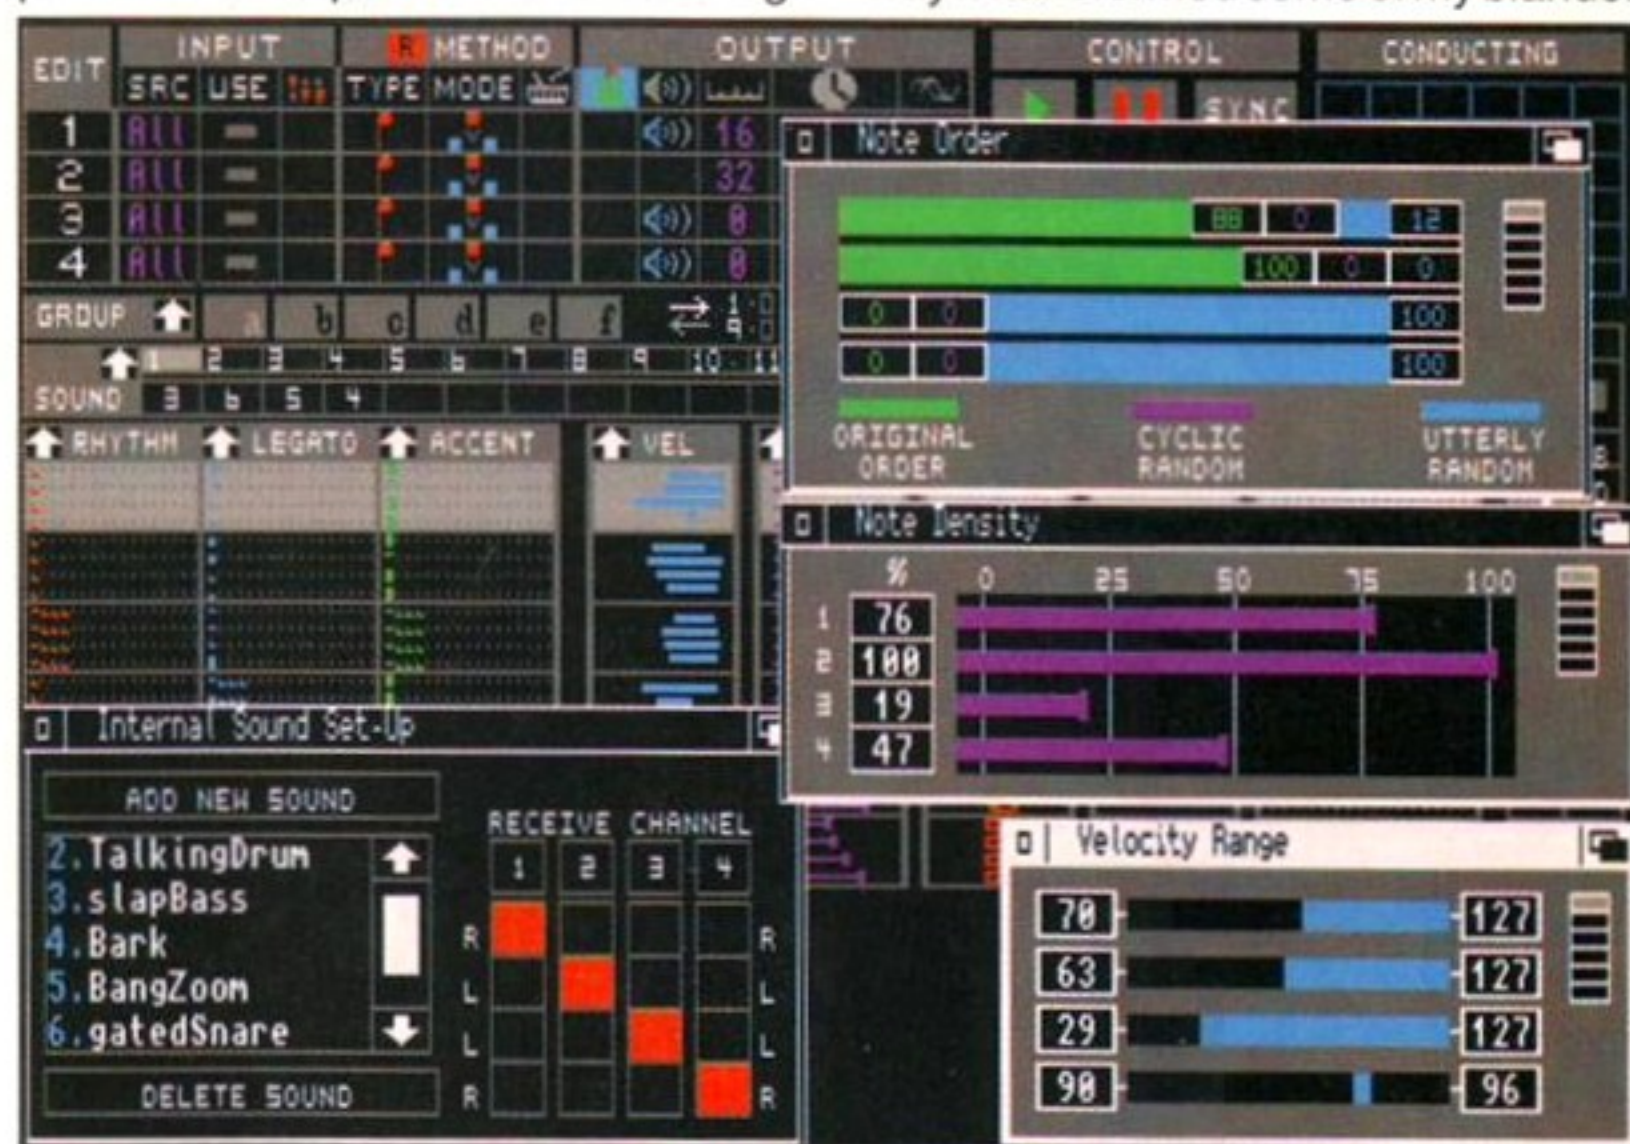 EDIT INPUT R METHOD OUTPUT CONTROL CONDUCTING
SRC USE TYPE MODE
SYNC
1 All 16
2 All 32
3 All 0
4 All 0
GROUP a b c d e f
1 2 3 4 5 6 7 8 9 10 11
SOUND 3 6 5 4
RHYTHM LEGATO ACCENT VEL
Note Order
88 0 12
100 0 0
0 0 100
0 0 100
ORIGINAL ORDER
CYCLIC RANDOM
UTTERLY RANDOM
Note Density
% 0 25 50 75 100
1 76
2 100
3 19
4 47
Internal Sound Set-Up
ADD NEW SOUND
2.TalkingDrum
3.slapBass
4.Bark
5.BangZoom
6.gatedSnare
DELETE SOUND
RECEIVE CHANNEL
1 2 3 4
R R
L L
L L
R R
Velocity Range
70 127
63 127
29 127
90 96